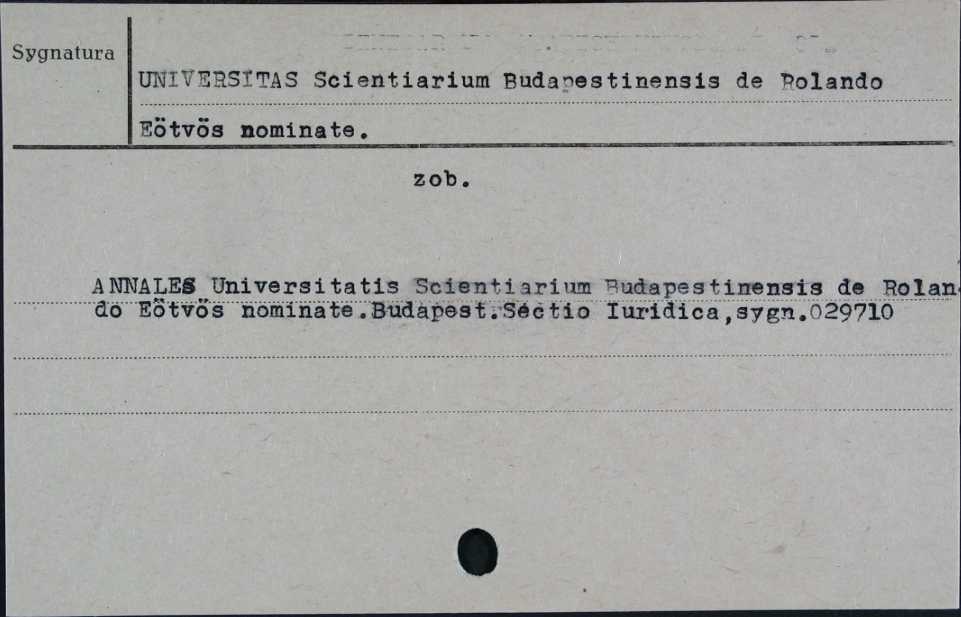 Sygnatura
UNIVERSITAS Scientiarium Budapestinensis de Rolando
Eötvös nominate.
zob.
ANNALES Universitatis Scientiarium Budapestinensis de Rolan-
do Eötvös nominate.Budapest.Sectio Iuridica,sygn.029710